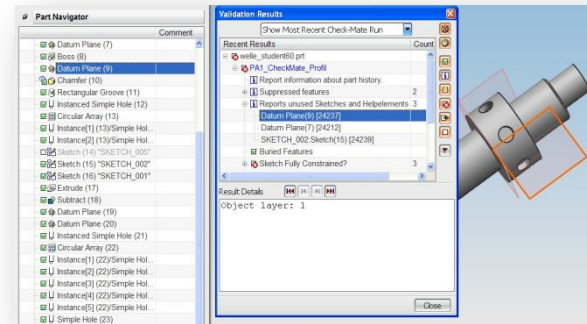 Part Navigator
Comment
Datum Plane (7)
Boss (8)
Datum Plane (9)
Chamfer (10)
Rectangular Groove (11)
Instanced Simple Hole (12)
Circular Array (13)
Instance[1] (13)/Simple Hol...
Instance[2] (13)/Simple Hol...
Sketch (14) "SKETCH_005"
Sketch (15) "SKETCH_002"
Sketch (16) "SKETCH_001"
Extrude (17)
Subtract (18)
Datum Plane (19)
Datum Plane (20)
Instanced Simple Hole (21)
Circular Array (22)
Instance[1] (22)/Simple Hol...
Instance[2] (22)/Simple Hol...
Instance[3] (22)/Simple Hol...
Instance[4] (22)/Simple Hol...
Instance[5] (22)/Simple Hol...
Simple Hole (23)
Validation Results
Show Most Recent Check-Mate Run
Recent Results Count
welle_student60.prt
PA1_CheckMate_Profil
Report information about part history.
Suppressed features 2
Reports unused Sketches and Helpelements 3
Datum Plane(9) [24237]
Datum Plane(7) [24212]
SKETCH_002:Sketch(15) [24239]
Buried Features
Sketch Fully Constrained? 3
Result Details
Object layer: 1
Close